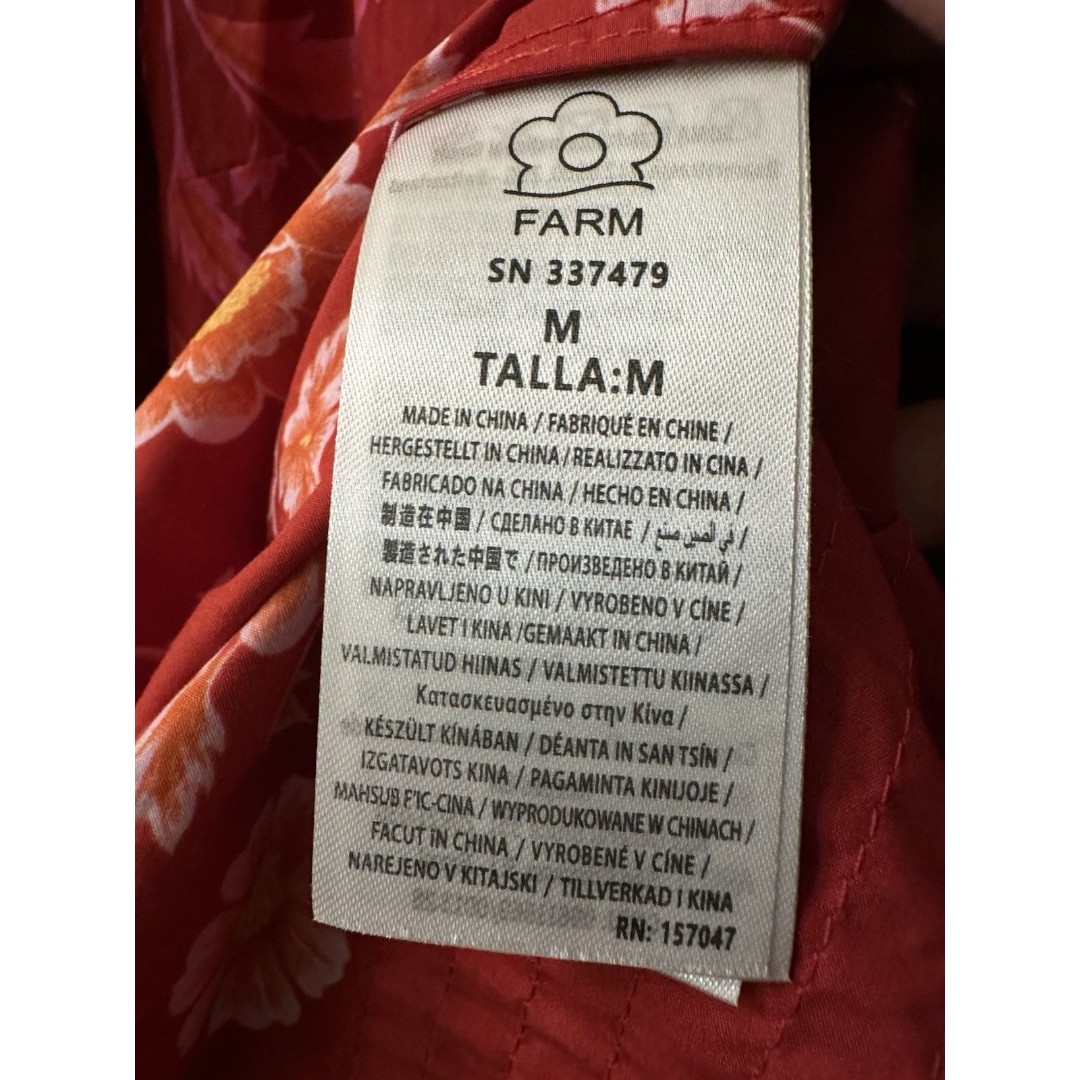 FARM
SN 337479
M
TALLA:M
MADE IN CHINA / FABRIQUÉ EN CHINE /
HERGESTELLT IN CHINA / REALIZZATO IN CINA /
FABRICADO NA CHINA / HECHO EN CHINA /
制造在中国 / СДЕЛАНО В КИТАЕ / في لصين صنع /
製造された中国で / ПРОИЗВЕДЕНО В КИТАЙ /
NAPRAVLJENO U KINI / VYROBENO V CÍNE /
LAVET I KINA /GEMAAKT IN CHINA /
VALMISTATUD HIINAS / VALMISTETTU KIINASSA /
Κατασκευασμένο στην Κίνα /
KÉSZÜLT KÍNÁBAN / DÉANTA IN SAN TSÍN /
IZGATAVOTS KINA / PAGAMINTA KINIJOJE /
MAHSUB F'IC-CINA / WYPRODUKOWANE W CHINACH /
FACUT ÎN CHINA / VYROBENÉ V CÍNE /
NAREJENO V KITAJSKI / TILLVERKAD I KINA
RN: 157047